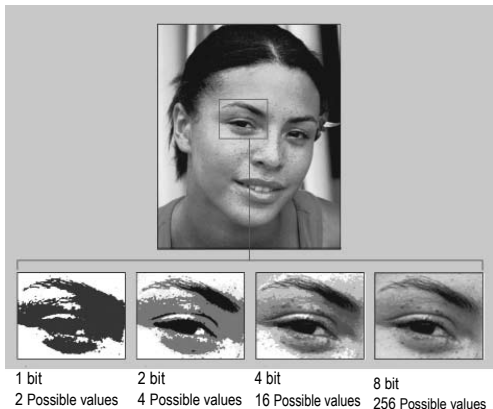 1 bit
2 Possible values
2 bit
4 Possible values
4 bit
16 Possible values
8 bit
256 Possible values